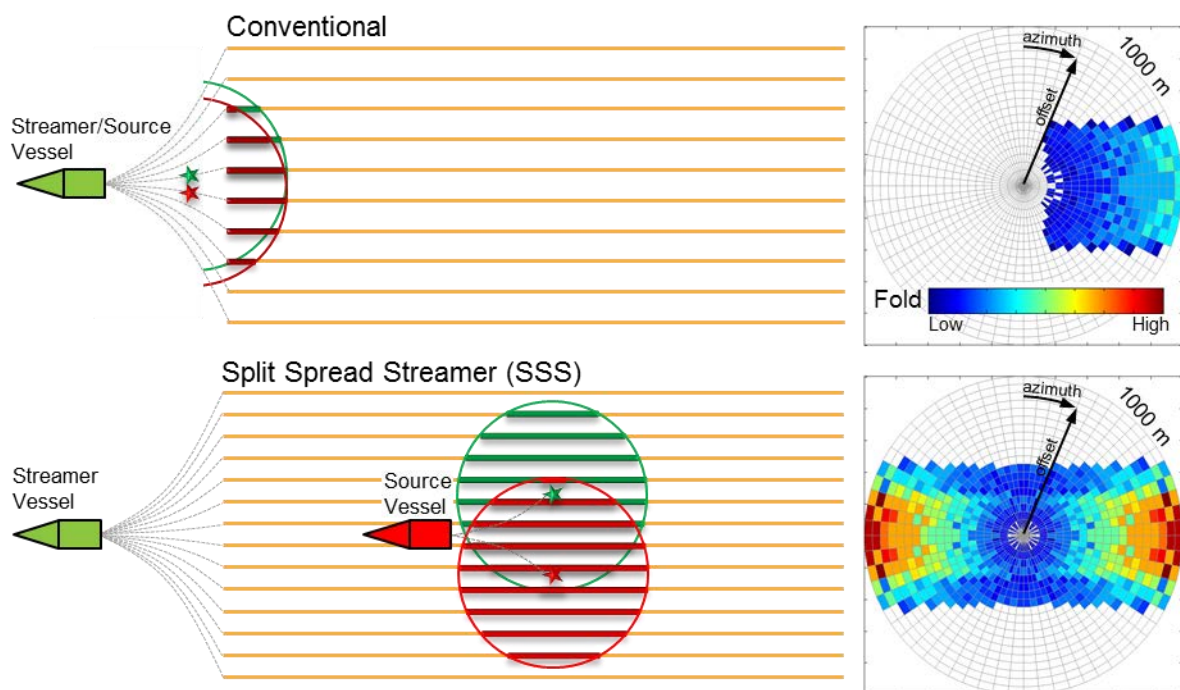 Conventional
Streamer/Source
Vessel
azimuth
1000 m
offset
Fold
Low
High
Split Spread Streamer (SSS)
Streamer
Vessel
Source
Vessel
azimuth
1000 m
offset